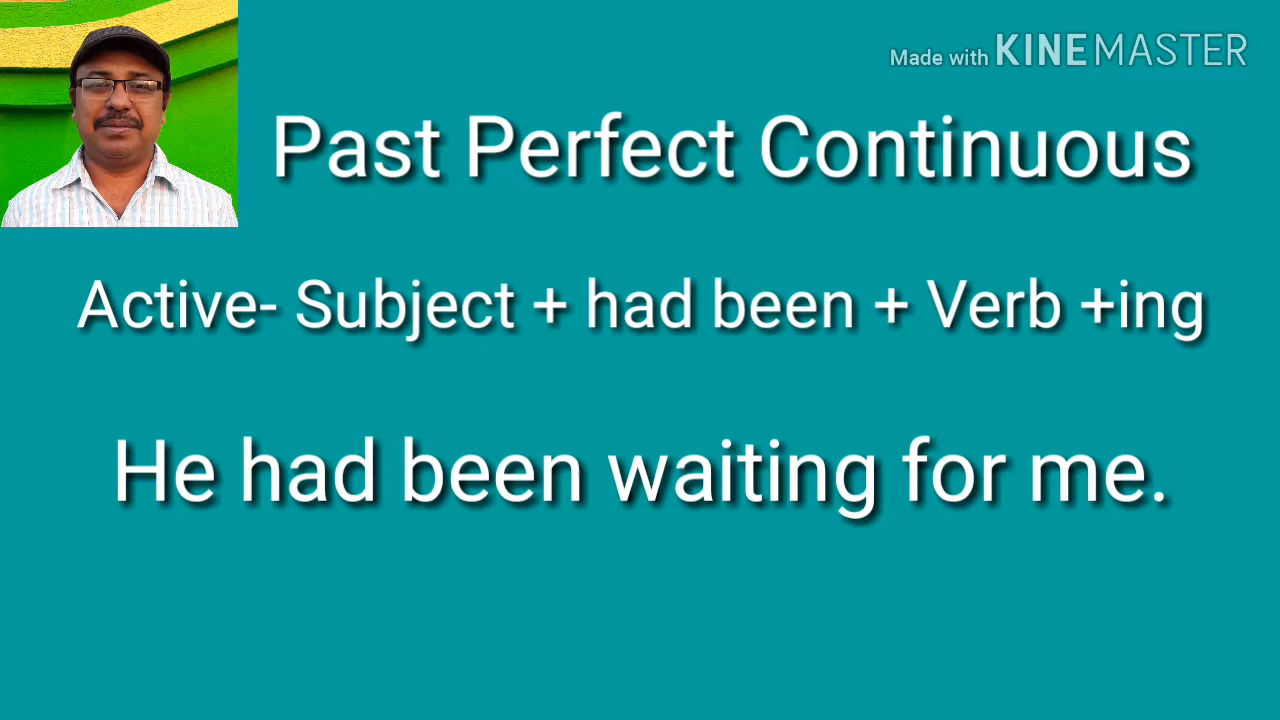 Made with KINEMASTER
Past Perfect Continuous
Active- Subject + had been + Verb +ing
He had been waiting for me.